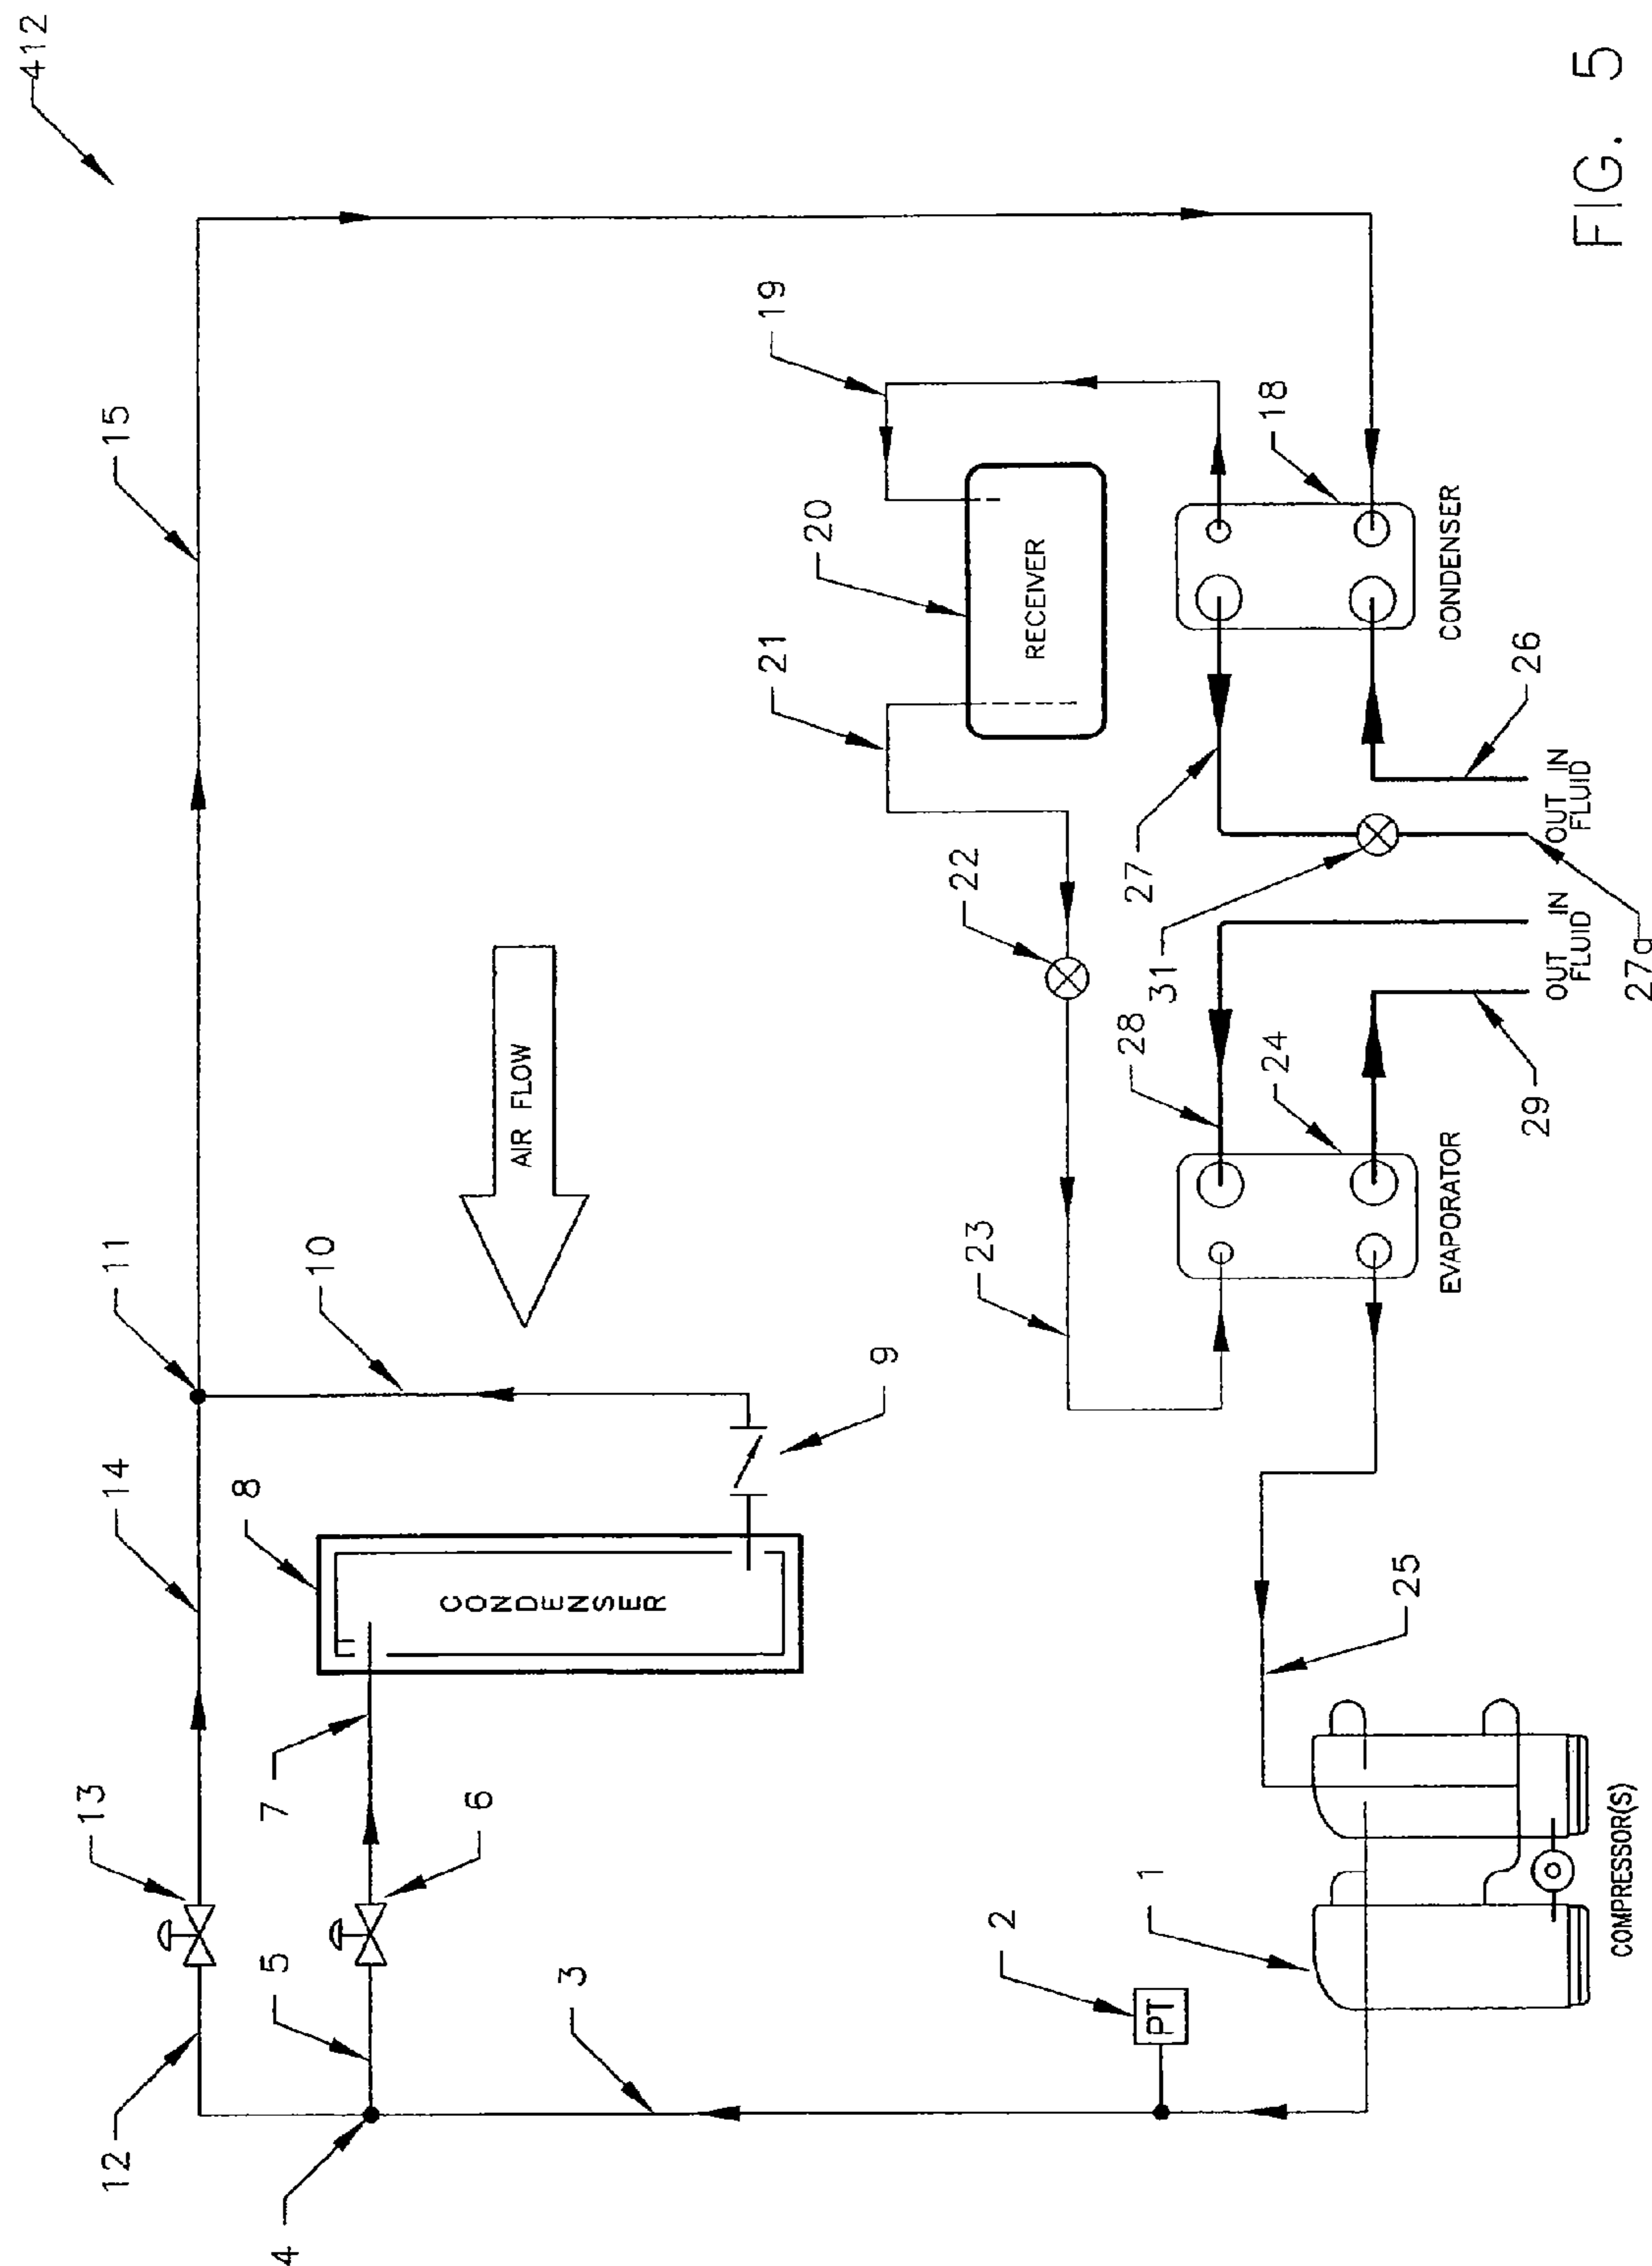 412
15
11
14
10
13
12
8
7
6
5
4
3
2
1
9
CONDENSER
AIR FLOW
PT
19
20
21
RECEIVER
18
CONDENSER
22
23
27
26
28
31
24
29
OUT IN
FLUID
OUT IN
FLUID
27a
EVAPORATOR
25
COMPRESSOR(S)
FIG. 5